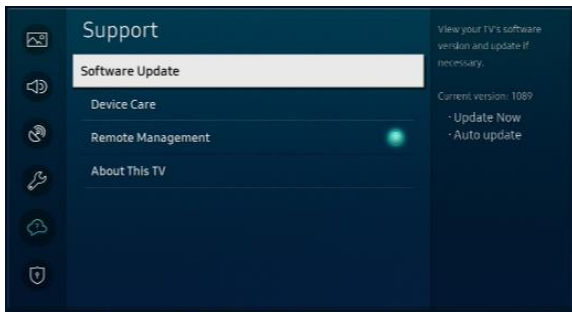 Support
Software Update
Device Care
Remote Management
About This TV
View your TV's software
version and update if
necessary.
Current version: 1089
· Update Now
· Auto update